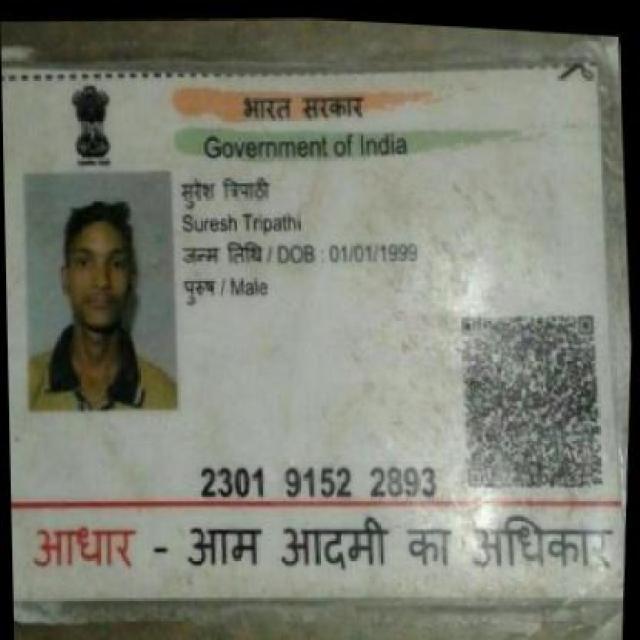 भारत सरकार
Government of India
सुरेश त्रिपाठी
Suresh Tripathi
जन्म तिथि / DOB : 01/01/1999
पुरुष / Male
2301 9152 2893
आधार - आम आदमी का अधिकार